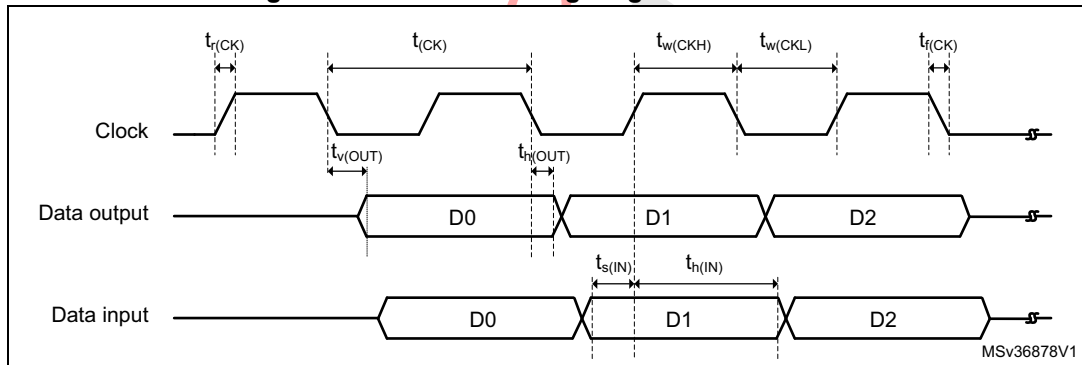 tr(CK) t(CK) tw(CKH) tw(CKL) tf(CK)
Clock
tv(OUT) th(OUT)
Data output D0 D1 D2
ts(IN) th(IN)
Data input D0 D1 D2
MSv36878V1